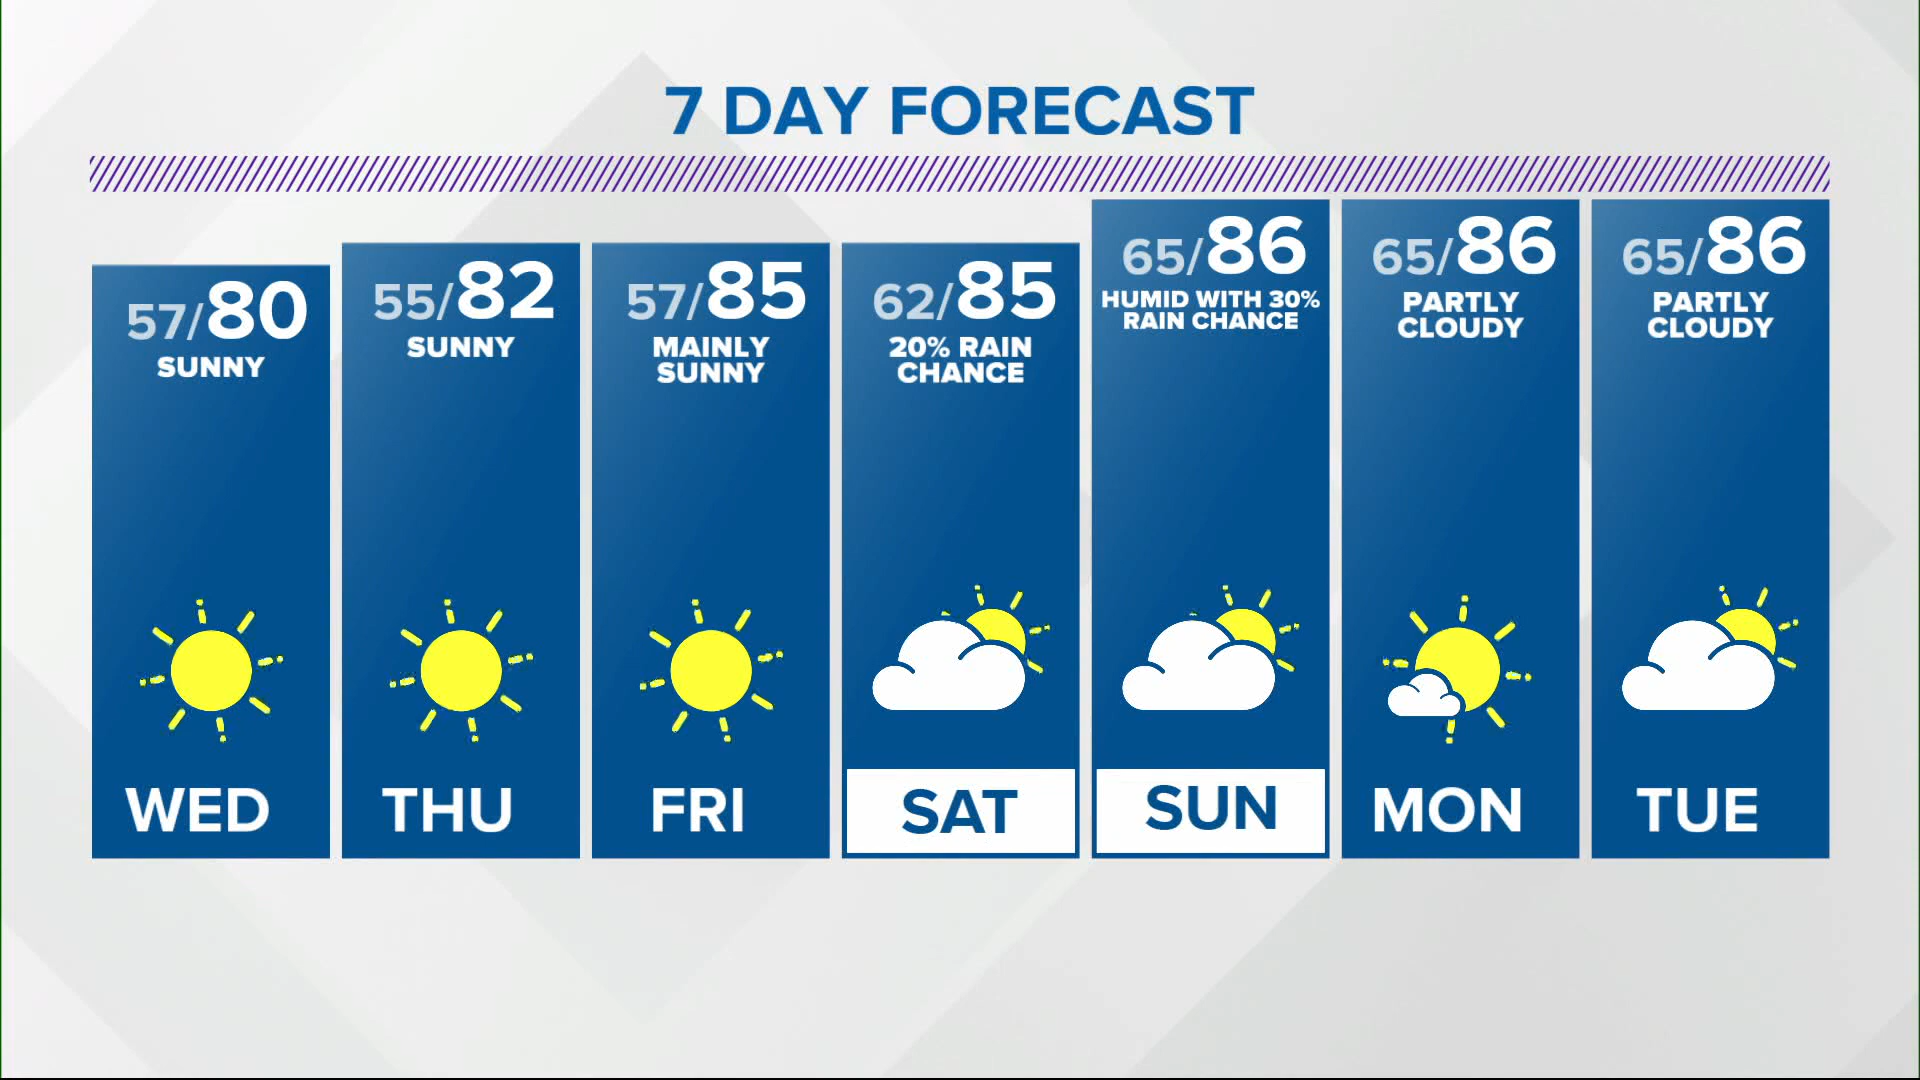 7 DAY FORECAST
57/80
SUNNY
WED
55/82
SUNNY
THU
57/85
MAINLY
SUNNY
FRI
62/85
20% RAIN
CHANCE
SAT
65/86
HUMID WITH 30%
RAIN CHANCE
SUN
65/86
PARTLY
CLOUDY
MON
65/86
PARTLY
CLOUDY
TUE